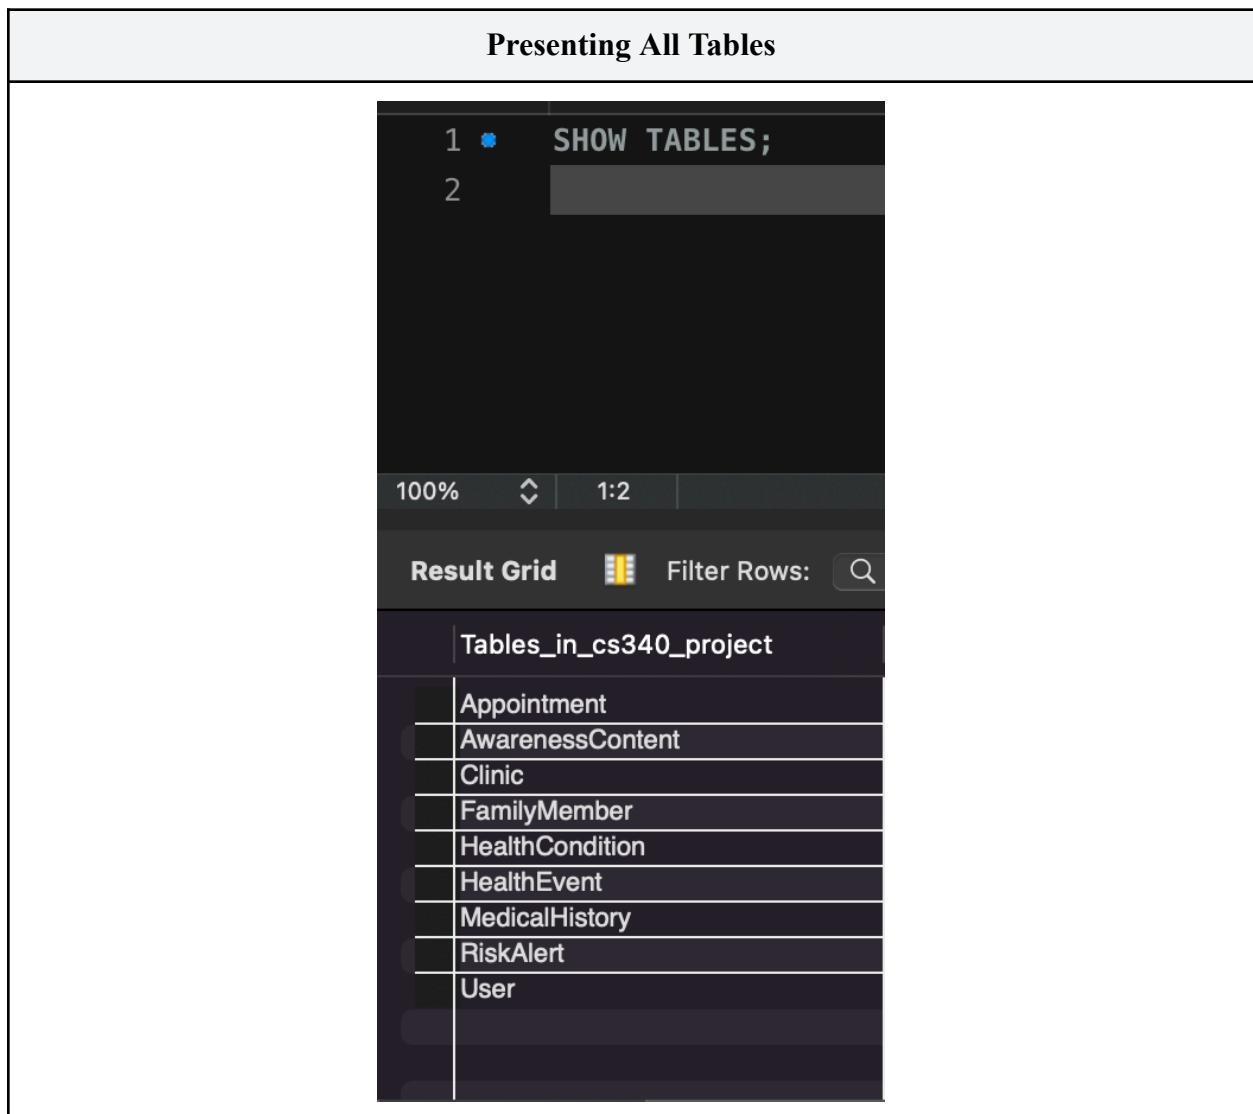 Presenting All Tables
1 SHOW TABLES;
2
100% 1:2
Result Grid Filter Rows:
Tables_in_cs340_project
Appointment
AwarenessContent
Clinic
FamilyMember
HealthCondition
HealthEvent
MedicalHistory
RiskAlert
User